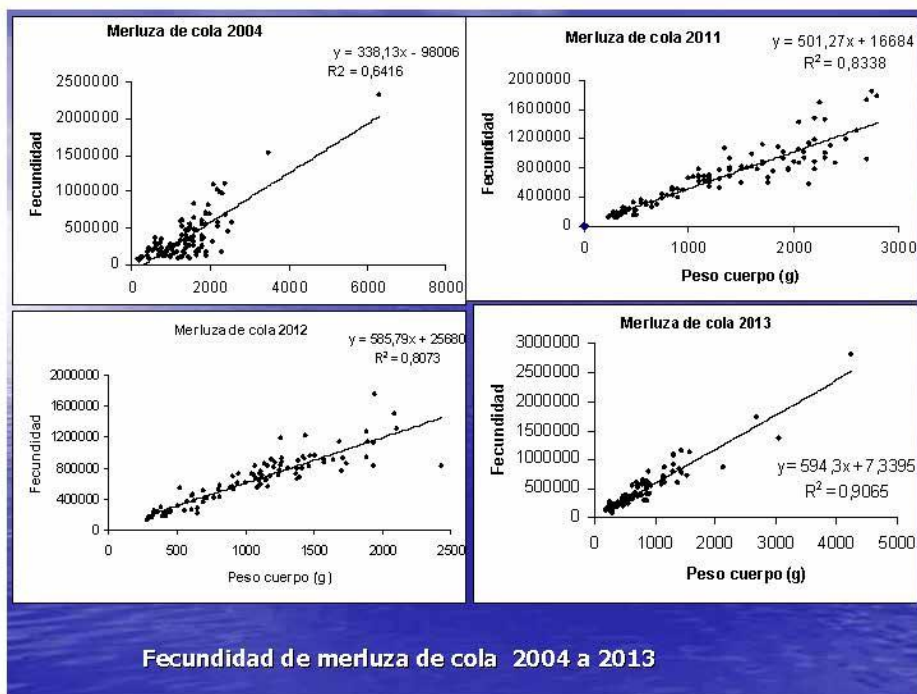 Merluza de cola 2004
y = 338,13x - 98006
R2 = 0,6416
Fecundidad
2500000
2000000
1500000
1000000
500000
0
0 2000 4000 6000 8000
Merluza de cola 2011
y = 501,27x + 16684
R² = 0,8338
Fecundidad
2000000
1600000
1200000
800000
400000
0
0 1000 2000 3000
Peso cuerpo (g)
Merluza de cola 2012
y = 585,79x + 25680
R² = 0,8073
Fecundidad
2000000
1600000
1200000
800000
400000
0
0 500 1000 1500 2000 2500
Peso cuerpo (g)
Merluza de cola 2013
Fecundidad
3000000
2500000
2000000
1500000
1000000
500000
0
y = 594,3x + 7,3395
R² = 0,9065
0 1000 2000 3000 4000 5000
Peso cuerpo (g)
Fecundidad de merluza de cola 2004 a 2013